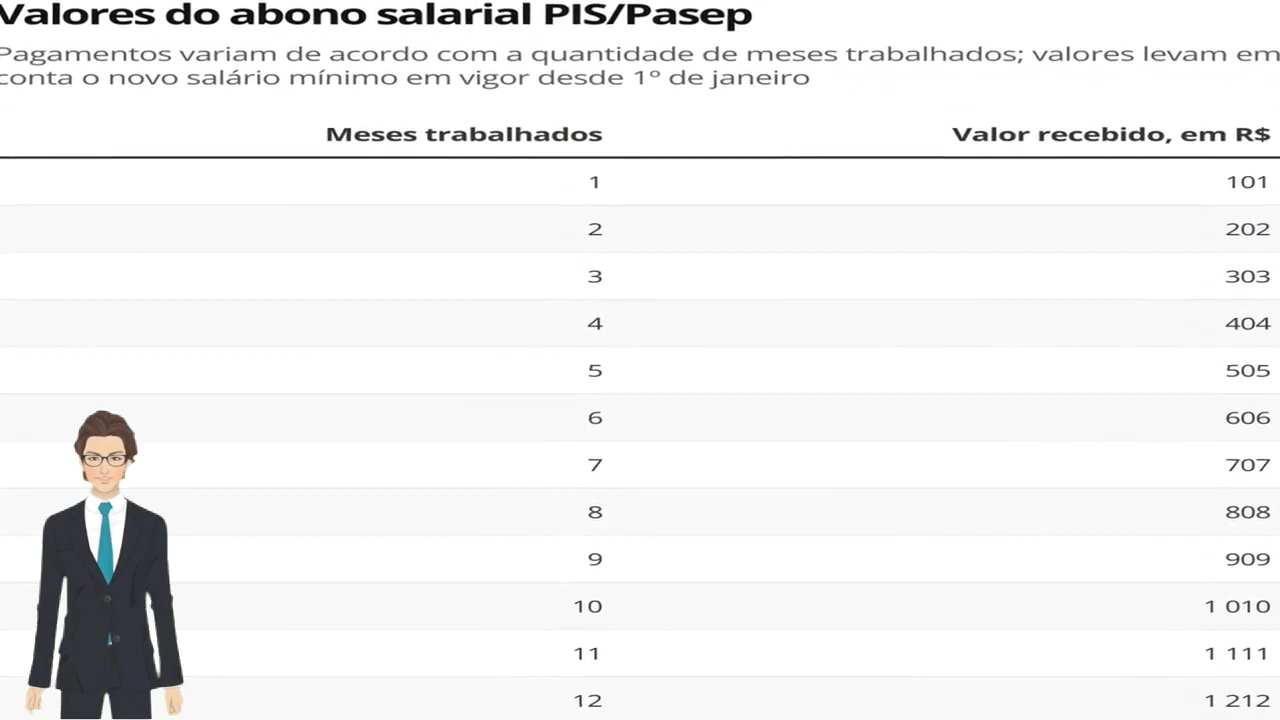 Valores do abono salarial PIS/Pasep
Pagamentos variam de acordo com a quantidade de meses trabalhados; valores levam em
conta o novo salário mínimo em vigor desde 1º de janeiro
Meses trabalhados Valor recebido, em R$
1 101
2 202
3 303
4 404
5 505
6 606
7 707
8 808
9 909
10 1 010
11 1 111
12 1 212